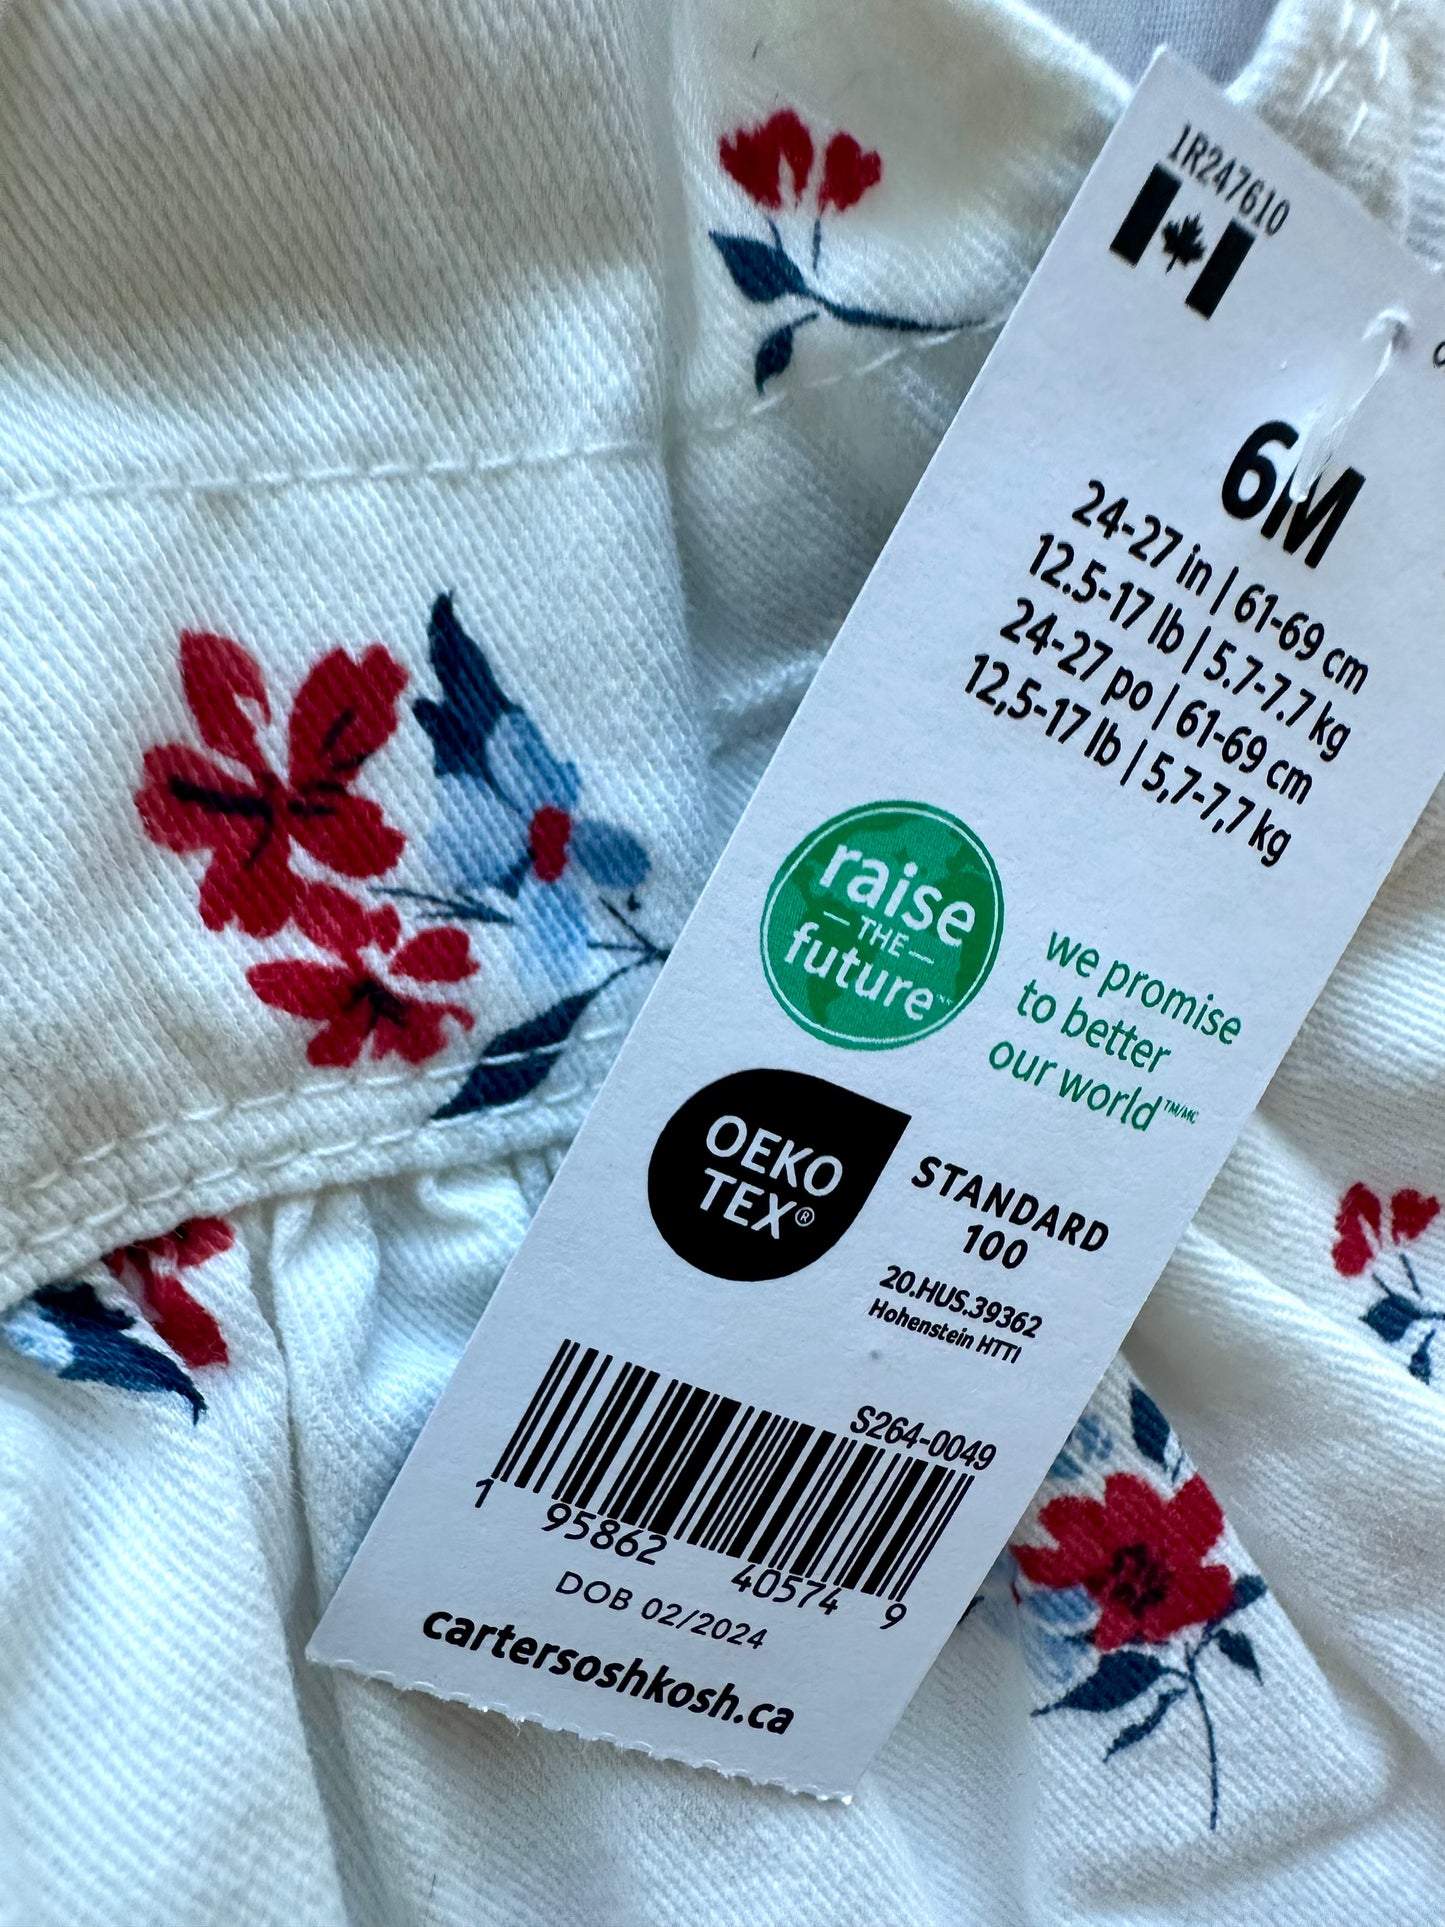 1R247610
6M
24-27 in | 61-69 cm
12.5-17 lb | 5.7-7.7 kg
24-27 po | 61-69 cm
12,5-17 lb | 5,7-7,7 kg
raise
THE
future™
we promise
to better
our world™/MC
OEKO
TEX®
STANDARD
100
20.HUS.39362
Hohenstein HTTI
S264-0049
1 95862 40574 9
DOB 02/2024
cartersoshkosh.ca